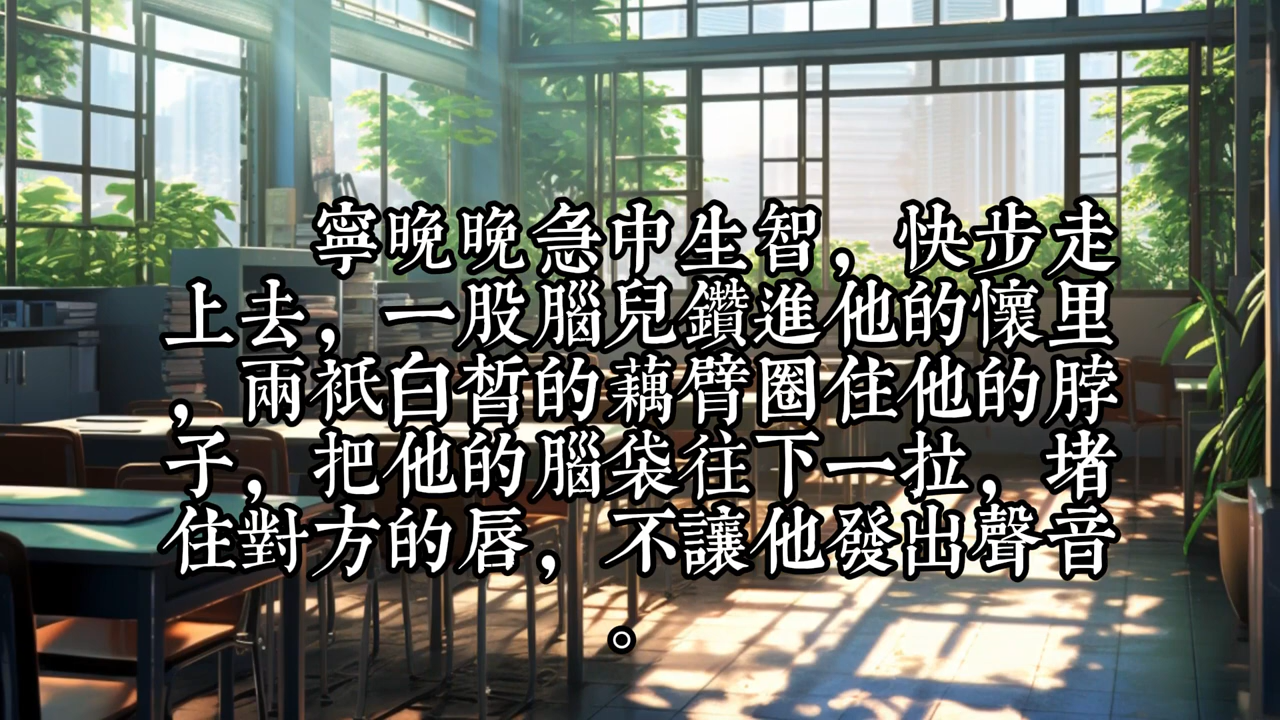 寧晚晚急中生智，快步走
上去，一股腦兒鑽進他的懷里
，兩祇白皙的藕臂圈住他的脖
子，把他的腦袋往下一拉，堵
住對方的唇，不讓他發出聲音
。